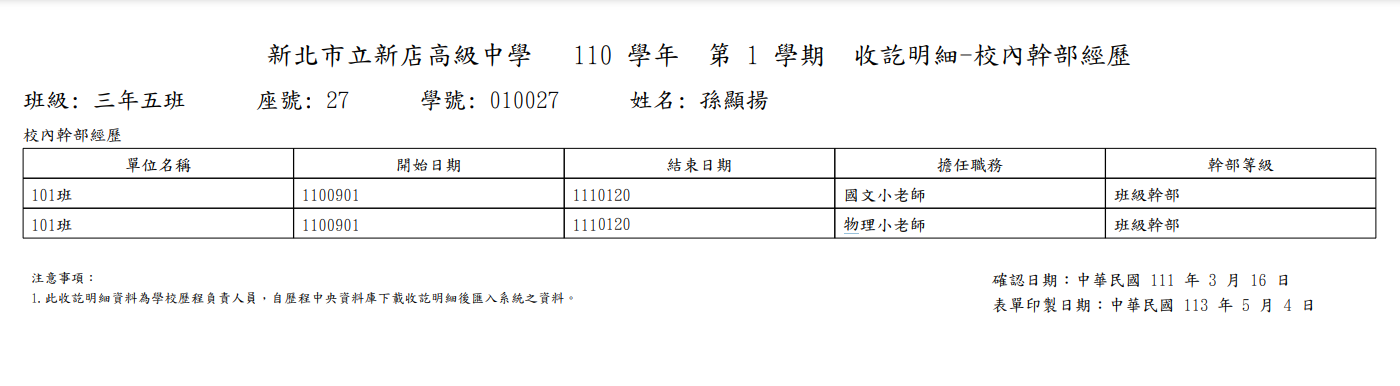 新北市立新店高級中學 110 學年 第 1 學期 收訖明細-校內幹部經歷
班級: 三年五班 座號: 27 學號: 010027 姓名: 孫顯揚
校內幹部經歷
單位名稱 開始日期 結束日期 擔任職務 幹部等級
101班 1100901 1110120 國文小老師 班級幹部
101班 1100901 1110120 物理小老師 班級幹部
注意事項：
1.此收訖明細資料為學校歷程負責人員，自歷程中央資料庫下載收訖明細後匯入系統之資料。
確認日期：中華民國 111 年 3 月 16 日
表單印製日期：中華民國 113 年 5 月 4 日